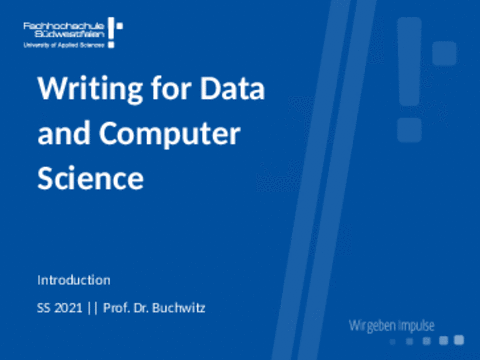 Fachhochschule
Südwestfalen
University of Applied Sciences
Writing for Data
and Computer
Science
Introduction
SS 2021 || Prof. Dr. Buchwitz
Wir geben Impulse